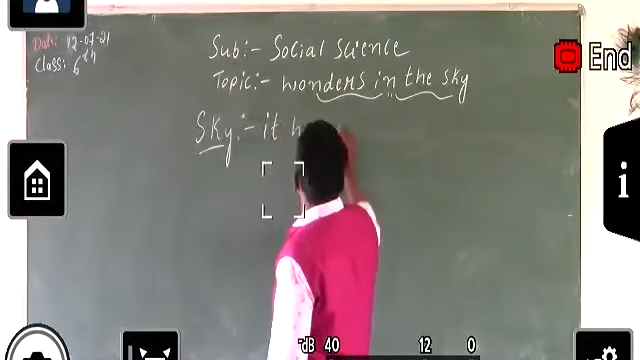 Date: 12-07-21
Class: 6th
Sub:- Social Science
Topic:- wonders in the sky
Sky:- it
End
i
dB 40 12 0